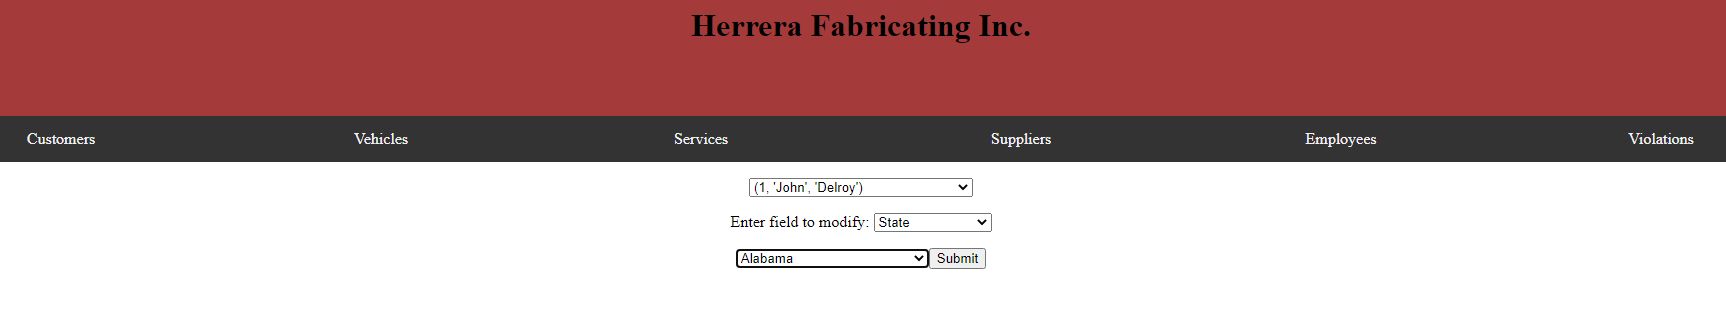 Herrera Fabricating Inc.
Customers Vehicles Services Suppliers Employees Violations
(1, 'John', 'Delroy')
Enter field to modify: State
Alabama Submit